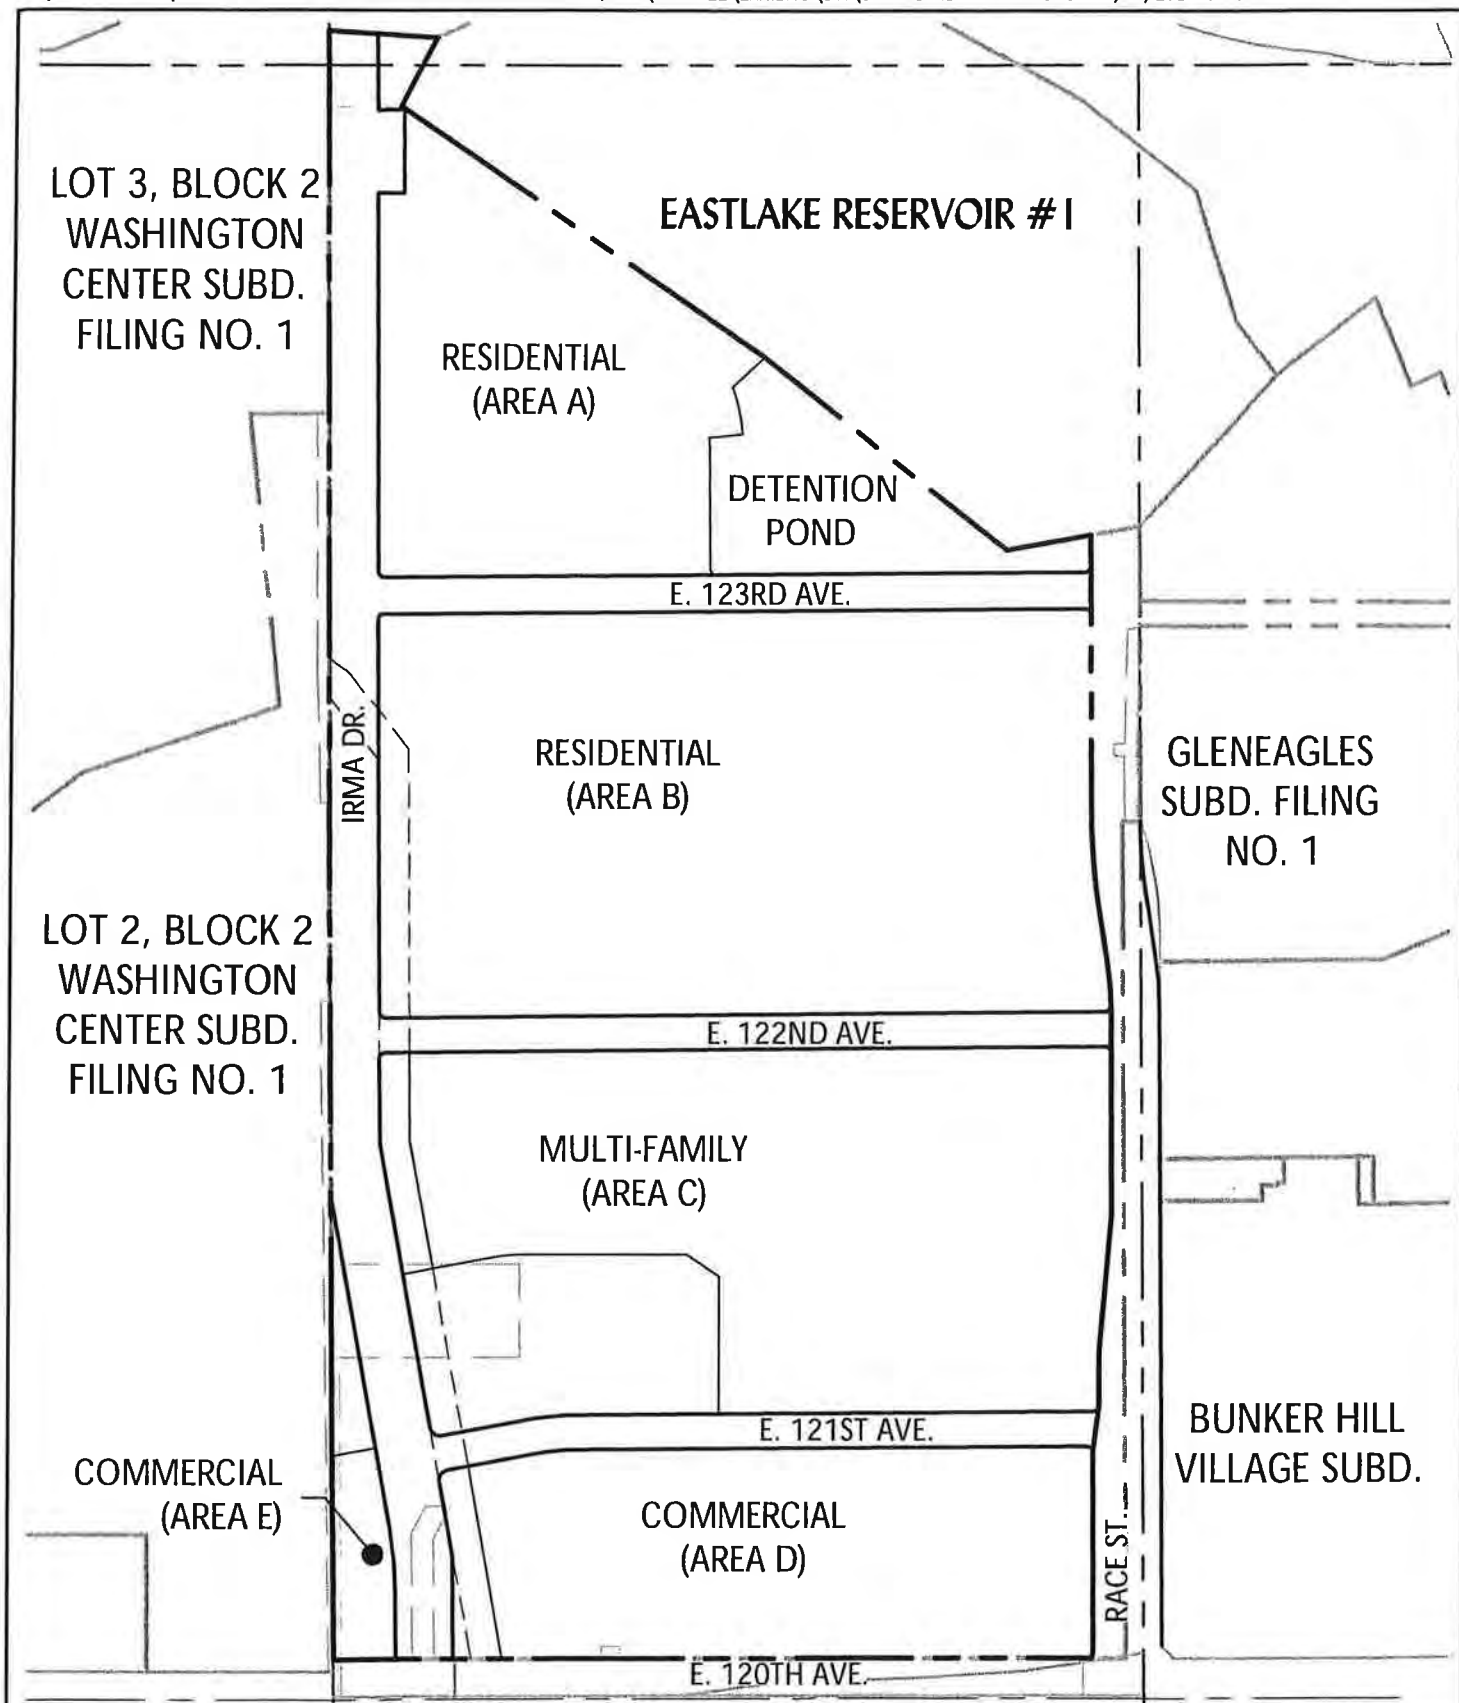 LOT 3, BLOCK 2
WASHINGTON
CENTER SUBD.
FILING NO. 1
EASTLAKE RESERVOIR #1
RESIDENTIAL
(AREA A)
DETENTION
POND
E. 123RD AVE.
IRMA DR.
RESIDENTIAL
(AREA B)
GLENEAGLES
SUBD. FILING
NO. 1
LOT 2, BLOCK 2
WASHINGTON
CENTER SUBD.
FILING NO. 1
E. 122ND AVE.
MULTI-FAMILY
(AREA C)
E. 121ST AVE.
BUNKER HILL
VILLAGE SUBD.
COMMERCIAL
(AREA E)
COMMERCIAL
(AREA D)
RACE ST.
E. 120TH AVE.